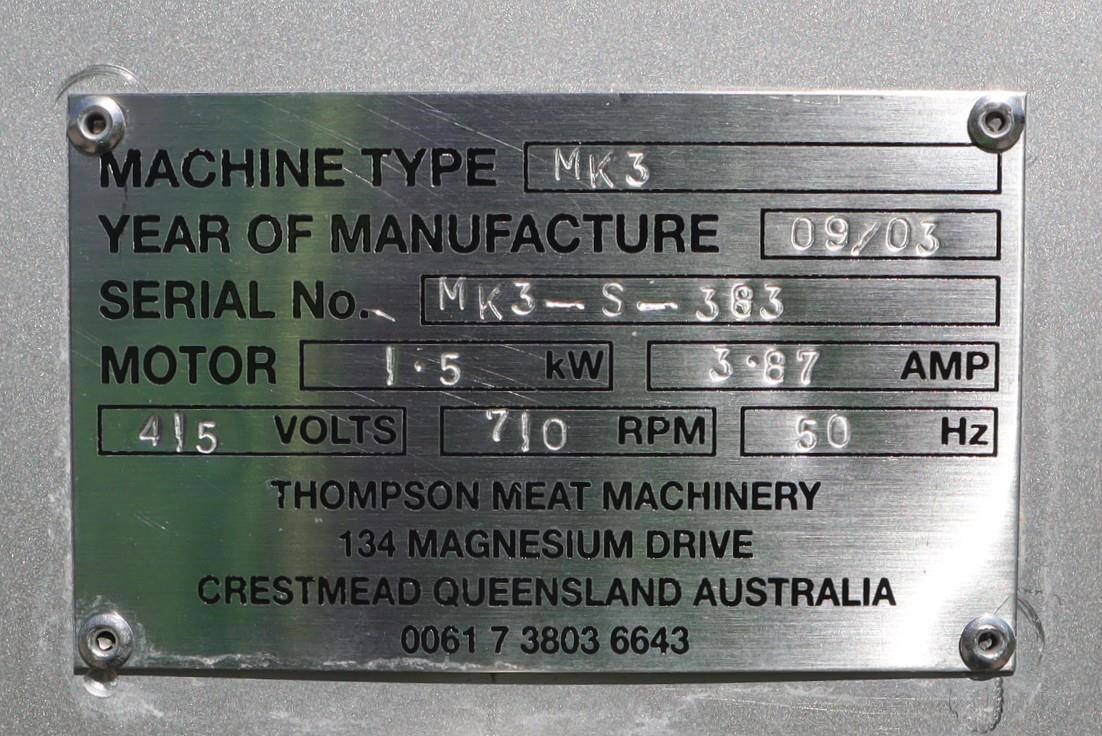 MACHINE TYPE MK3
YEAR OF MANUFACTURE 09/03
SERIAL No. MK3-S-383
MOTOR 1·5 kW 3·87 AMP
415 VOLTS 710 RPM 50 Hz
THOMPSON MEAT MACHINERY
134 MAGNESIUM DRIVE
CRESTMEAD QUEENSLAND AUSTRALIA
0061 7 3803 6643